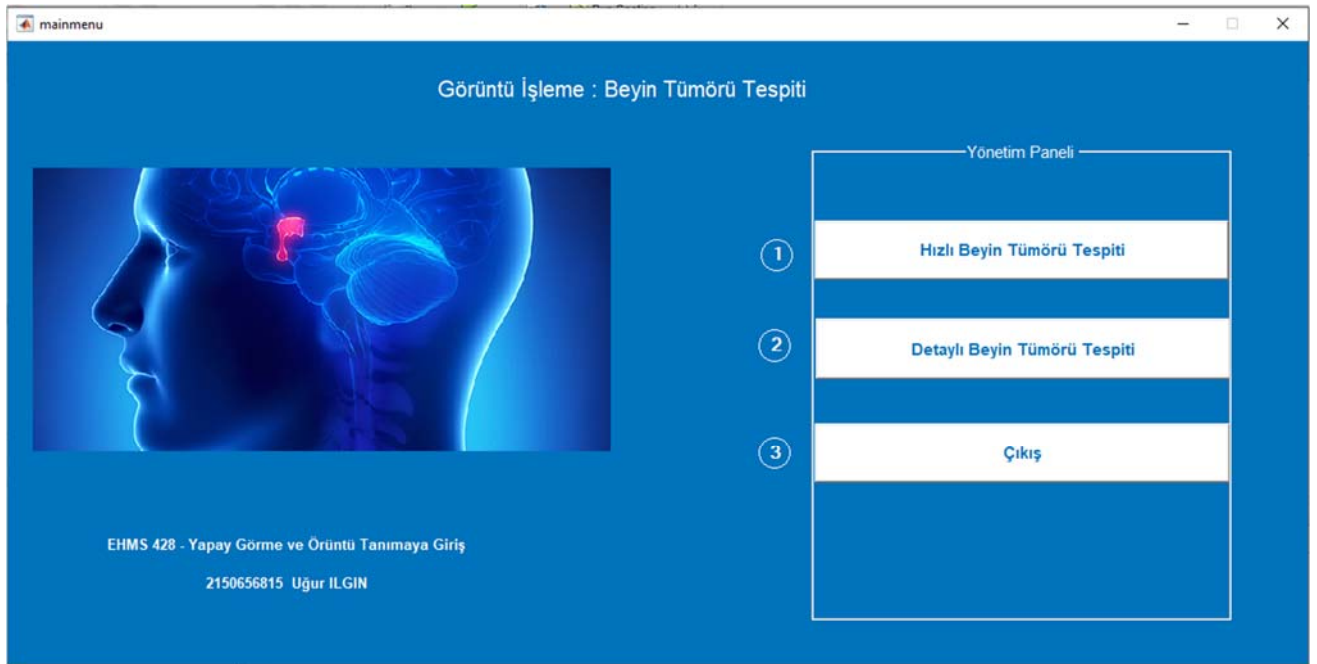 mainmenu
Görüntü İşleme : Beyin Tümörü Tespiti
Yönetim Paneli
1 Hızlı Beyin Tümörü Tespiti
2 Detaylı Beyin Tümörü Tespiti
3 Çıkış
EHMS 428 - Yapay Görme ve Örüntü Tanımaya Giriş
2150656815 Uğur ILGIN